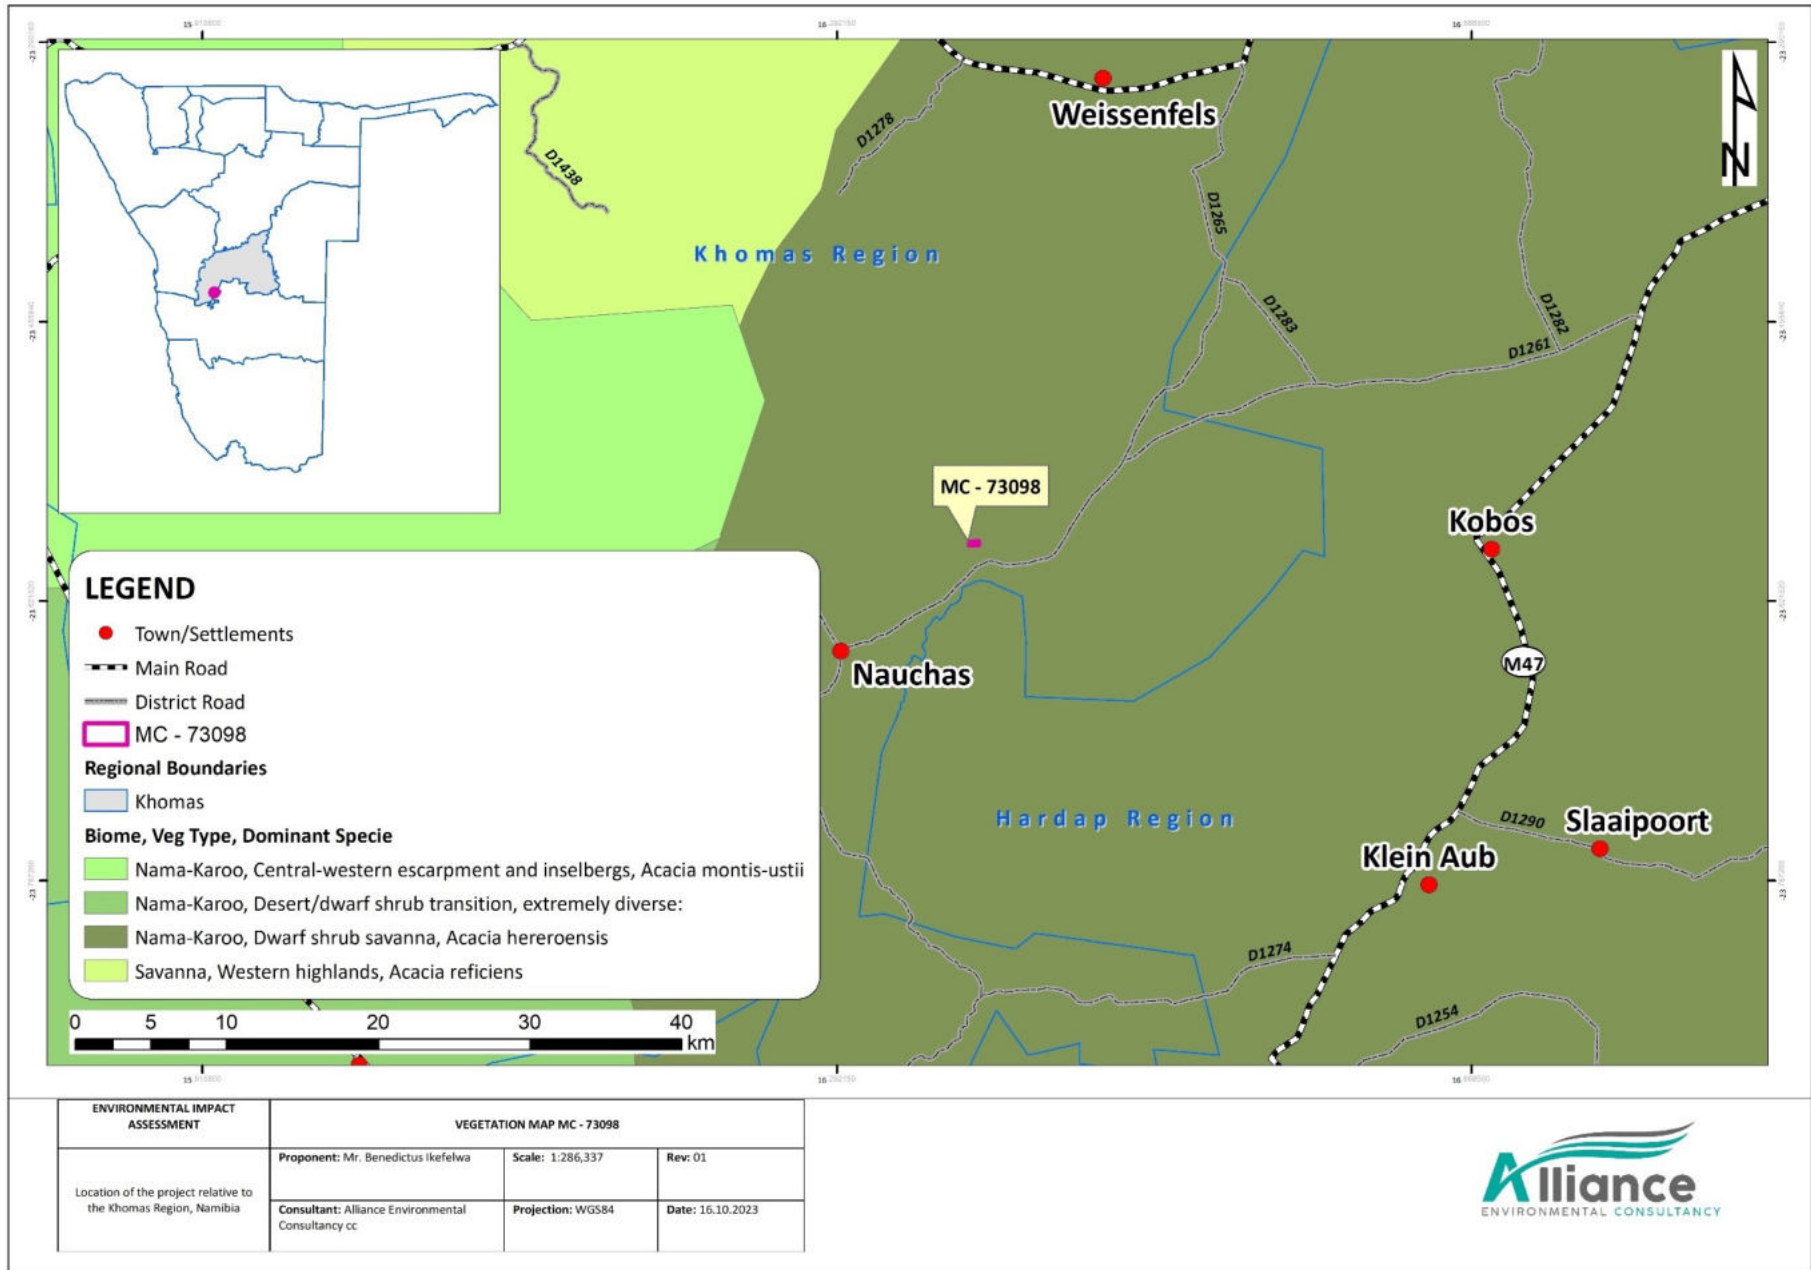 15.919800
16.292150
16.668500
Weissenfels
D1278
D1438
D1265
Khomas Region
D1283
D1282
D1261
MC - 73098
Kobos
LEGEND
Town/Settlements
Main Road
District Road
MC - 73098
Regional Boundaries
Khomas
Biome, Veg Type, Dominant Specie
Nama-Karoo, Central-western escarpment and inselbergs, Acacia montis-ustii
Nama-Karoo, Desert/dwarf shrub transition, extremely diverse:
Nama-Karoo, Dwarf shrub savanna, Acacia hereroensis
Savanna, Western highlands, Acacia reficiens
Nauchas
M47
Hardap Region
D1290
Slaaipoort
Klein Aub
D1274
D1254
0 5 10 20 30 40
km
N
ENVIRONMENTAL IMPACT
ASSESSMENT
VEGETATION MAP MC - 73098
Proponent: Mr. Benedictus Ikefelwa
Scale: 1:286,337
Rev: 01
Location of the project relative to
the Khomas Region, Namibia
Consultant: Alliance Environmental
Consultancy cc
Projection: WGS84
Date: 16.10.2023
Alliance
ENVIRONMENTAL CONSULTANCY